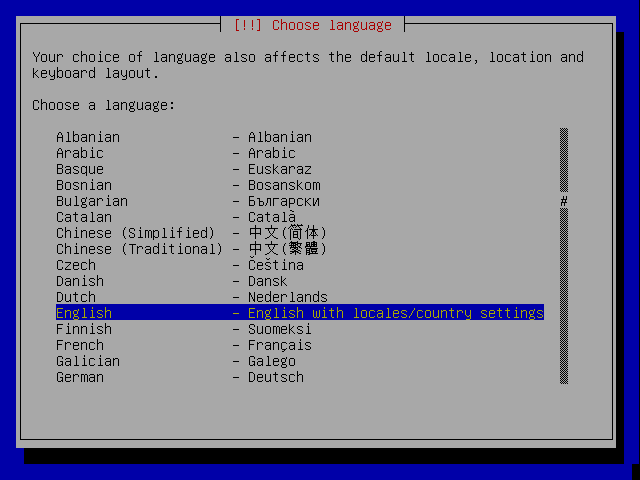 [!!] Choose language
Your choice of language also affects the default locale, location and
keyboard layout.
Choose a language:
Albanian - Albanian
Arabic - Arabic
Basque - Euskaraz
Bosnian - Bosanskom
Bulgarian - Български #
Catalan - Català
Chinese (Simplified) - 中文(简体)
Chinese (Traditional) - 中文(繁體)
Czech - Čeština
Danish - Dansk
Dutch - Nederlands
English - English with locales/country settings
Finnish - Suomeksi
French - Français
Galician - Galego
German - Deutsch